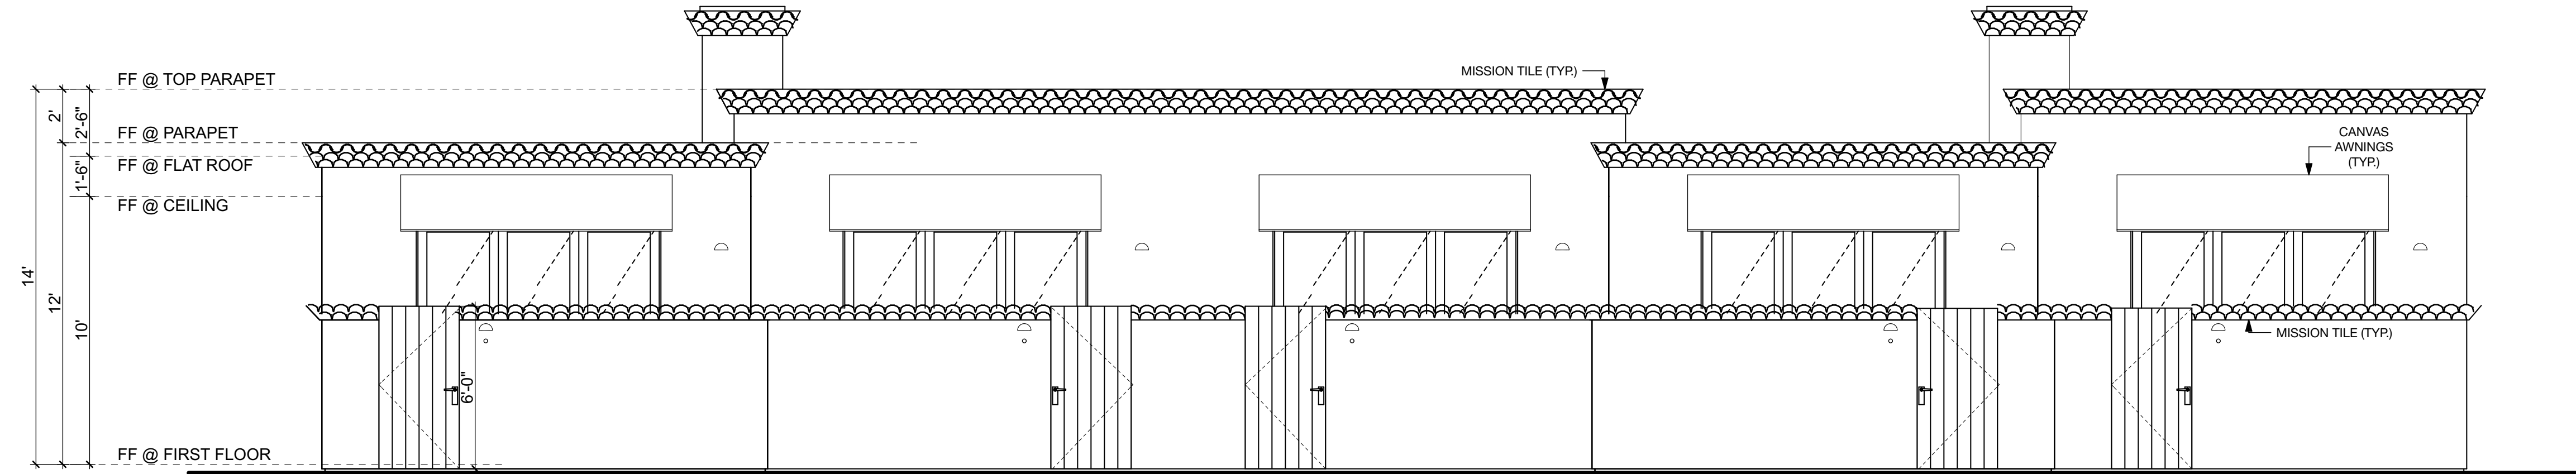 FF @ TOP PARAPET
MISSION TILE (TYP.)
2'
2'-6"
FF @ PARAPET
CANVAS
AWNINGS
(TYP.)
FF @ FLAT ROOF
1'-6"
FF @ CEILING
14'
12'
10'
MISSION TILE (TYP.)
6'-0"
FF @ FIRST FLOOR